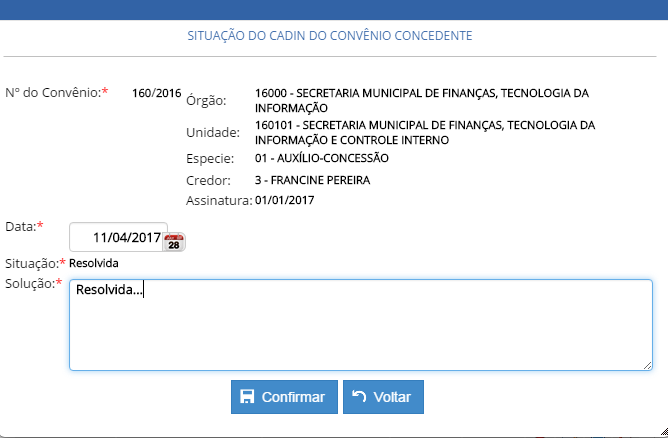 SITUAÇÃO DO CADIN DO CONVÊNIO CONCEDENTE
Nº do Convênio:* 160/2016
Órgão: 16000 - SECRETARIA MUNICIPAL DE FINANÇAS, TECNOLOGIA DA
INFORMAÇÃO
Unidade: 160101 - SECRETARIA MUNICIPAL DE FINANÇAS, TECNOLOGIA DA
INFORMAÇÃO E CONTROLE INTERNO
Especie: 01 - AUXÍLIO-CONCESSÃO
Credor: 3 - FRANCINE PEREIRA
Assinatura: 01/01/2017
Data:* 11/04/2017 28
Situação:* Resolvida
Solução:* Resolvida...
Confirmar Voltar